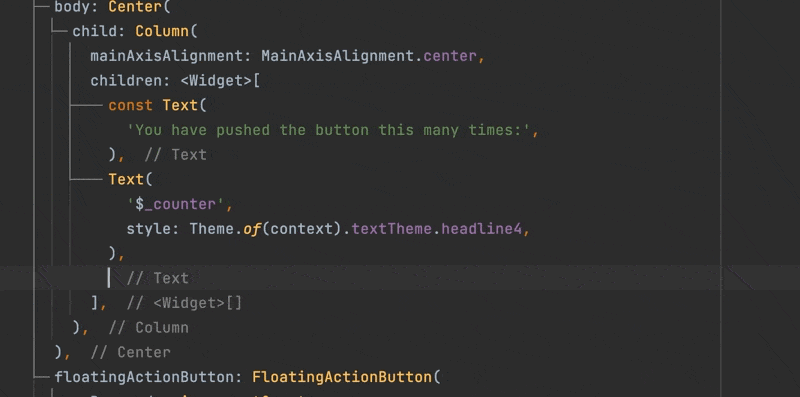 body: Center(
child: Column(
mainAxisAlignment: MainAxisAlignment.center,
children: <Widget>[
const Text(
'You have pushed the button this many times:',
),  // Text
Text(
'$_counter',
style: Theme.of(context).textTheme.headline4,
),
// Text
],  // <Widget>[]
),  // Column
),  // Center
floatingActionButton: FloatingActionButton(